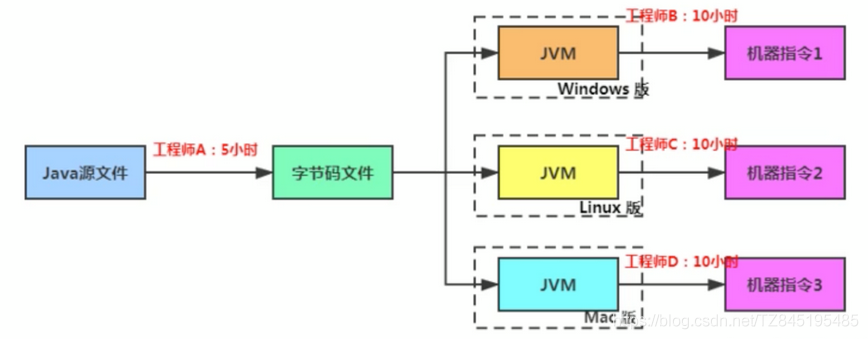 工程师B：10小时
JVM
机器指令1
Windows 版
工程师A：5小时
Java源文件
字节码文件
工程师C：10小时
JVM
机器指令2
Linux 版
工程师D：10小时
JVM
机器指令3
Mac 版
blog.csdn.net/TZ845195485